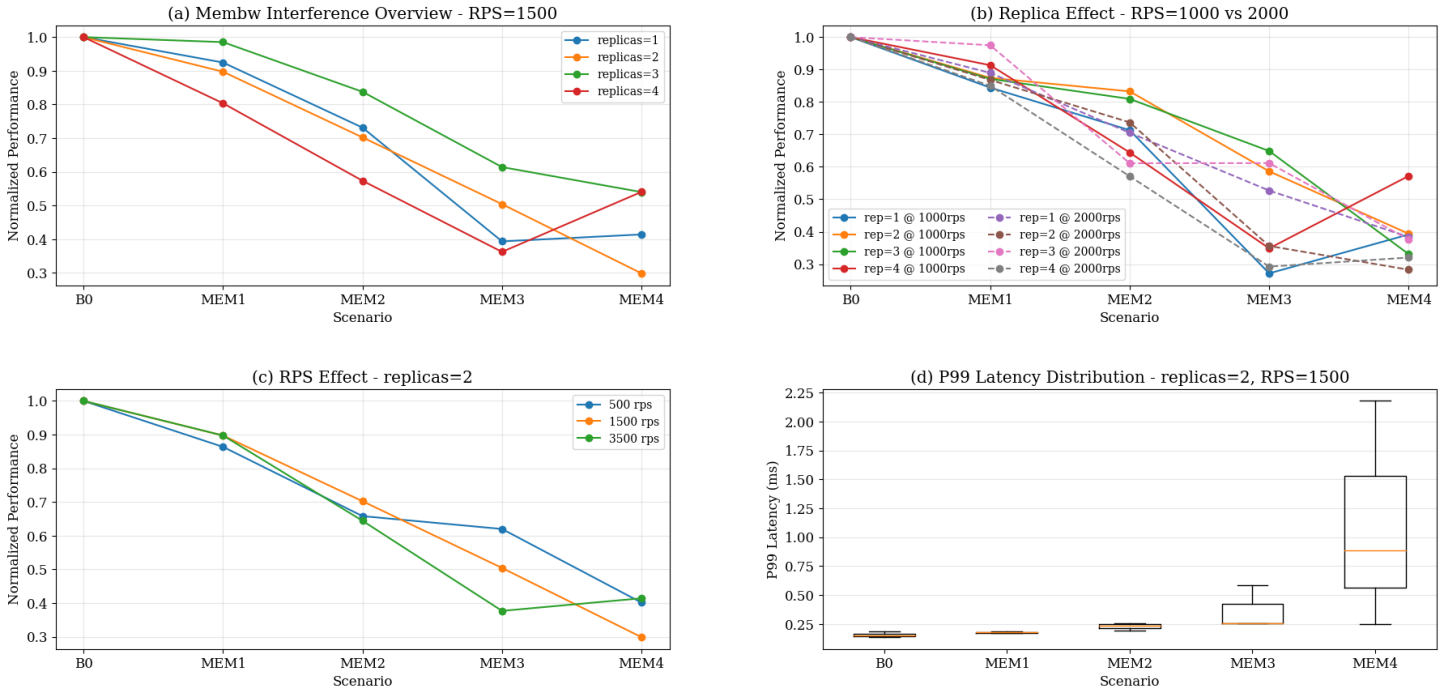 (a) Membw Interference Overview - RPS=1500
Normalized Performance
1.0
0.9
0.8
0.7
0.6
0.5
0.4
0.3
replicas=1
replicas=2
replicas=3
replicas=4
B0 MEM1 MEM2 MEM3 MEM4
Scenario
(b) Replica Effect - RPS=1000 vs 2000
Normalized Performance
1.0
0.9
0.8
0.7
0.6
0.5
0.4
0.3
rep=1 @ 1000rps rep=1 @ 2000rps
rep=2 @ 1000rps rep=2 @ 2000rps
rep=3 @ 1000rps rep=3 @ 2000rps
rep=4 @ 1000rps rep=4 @ 2000rps
B0 MEM1 MEM2 MEM3 MEM4
Scenario
(c) RPS Effect - replicas=2
Normalized Performance
1.0
0.9
0.8
0.7
0.6
0.5
0.4
0.3
500 rps
1500 rps
3500 rps
B0 MEM1 MEM2 MEM3 MEM4
Scenario
(d) P99 Latency Distribution - replicas=2, RPS=1500
P99 Latency (ms)
2.25
2.00
1.75
1.50
1.25
1.00
0.75
0.50
0.25
B0 MEM1 MEM2 MEM3 MEM4
Scenario